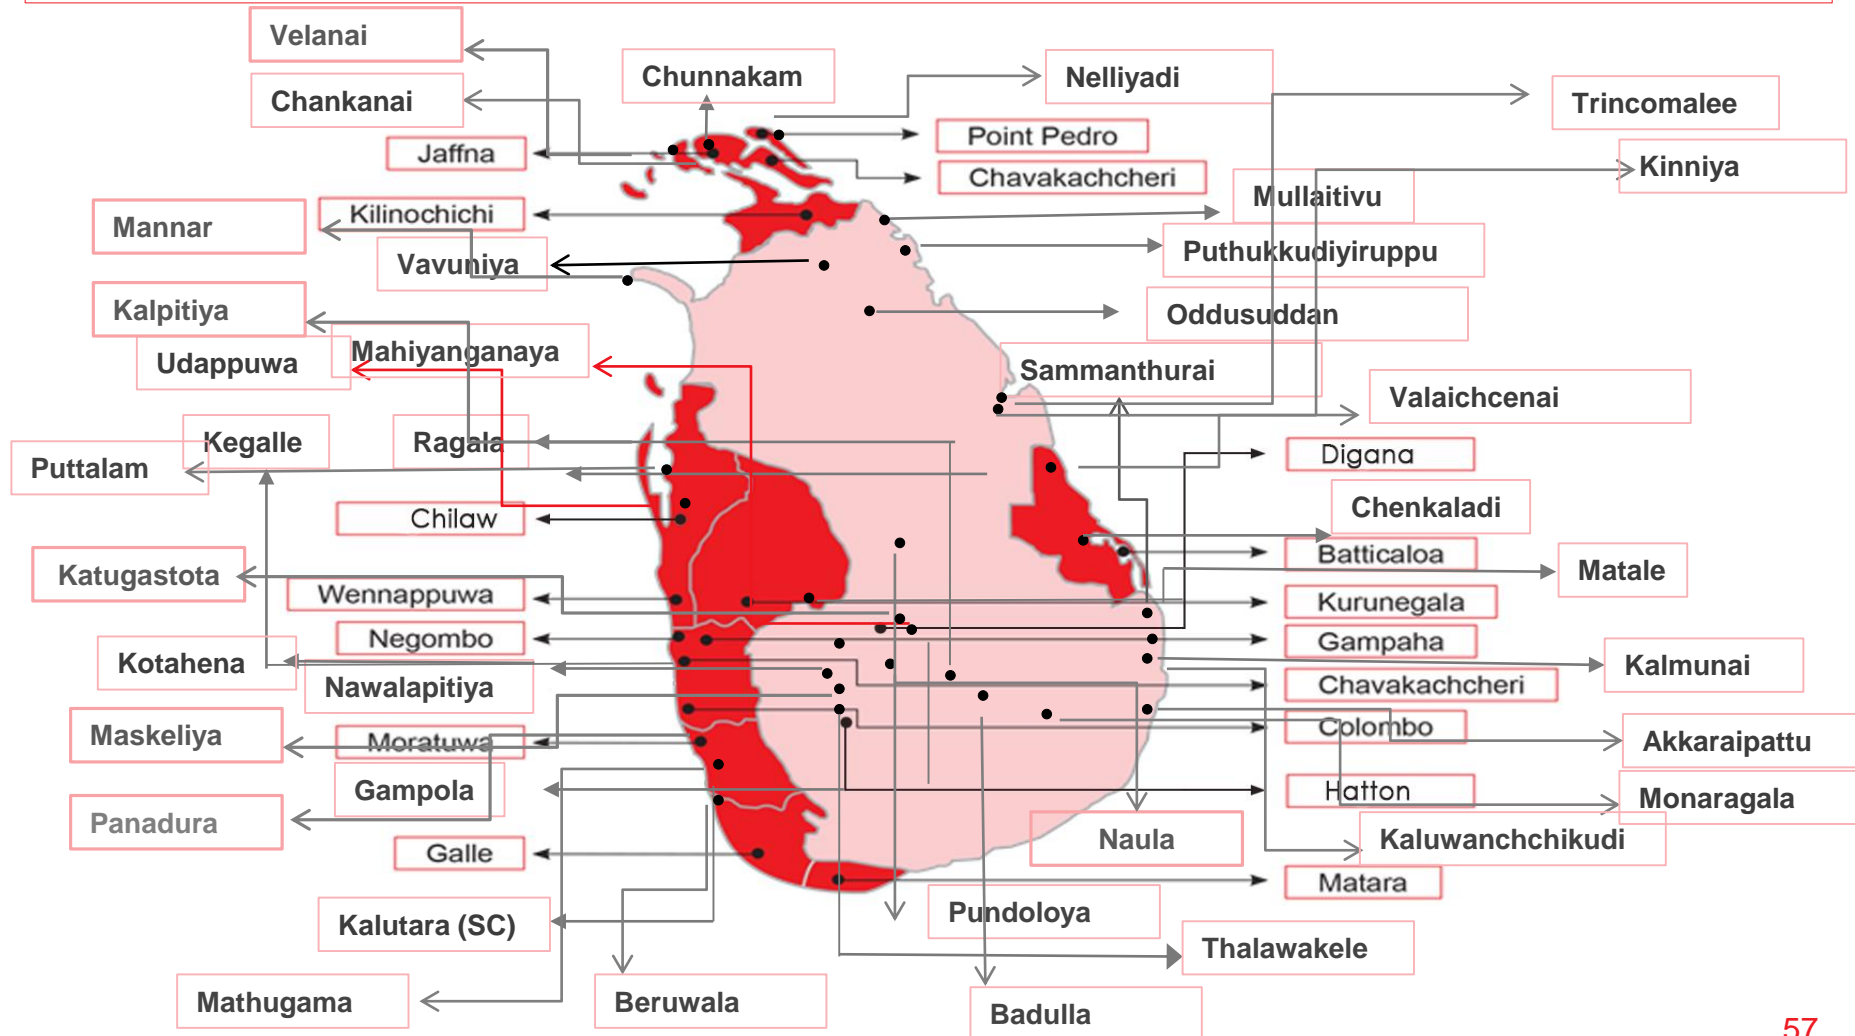 Velanai
Chunnakam
Nelliyadi
Chankanai
Trincomalee
Jaffna
Point Pedro
Chavakachcheri
Kinniya
Kilinochichi
Mullaitivu
Mannar
Vavuniya
Puthukkudiyiruppu
Kalpitiya
Oddusuddan
Udappuwa
Mahiyanganaya
Sammanthurai
Valaichcenai
Kegalle
Ragala
Puttalam
Digana
Chilaw
Chenkaladi
Batticaloa
Katugastota
Matale
Wennappuwa
Kurunegala
Negombo
Gampaha
Kotahena
Kalmunai
Nawalapitiya
Chavakachcheri
Maskeliya
Moratuwa
Colombo
Akkaraipattu
Gampola
Hatton
Monaragala
Panadura
Naula
Kaluwanchchikudi
Galle
Matara
Kalutara (SC)
Pundoloya
Thalawakele
Mathugama
Beruwala
Badulla
57